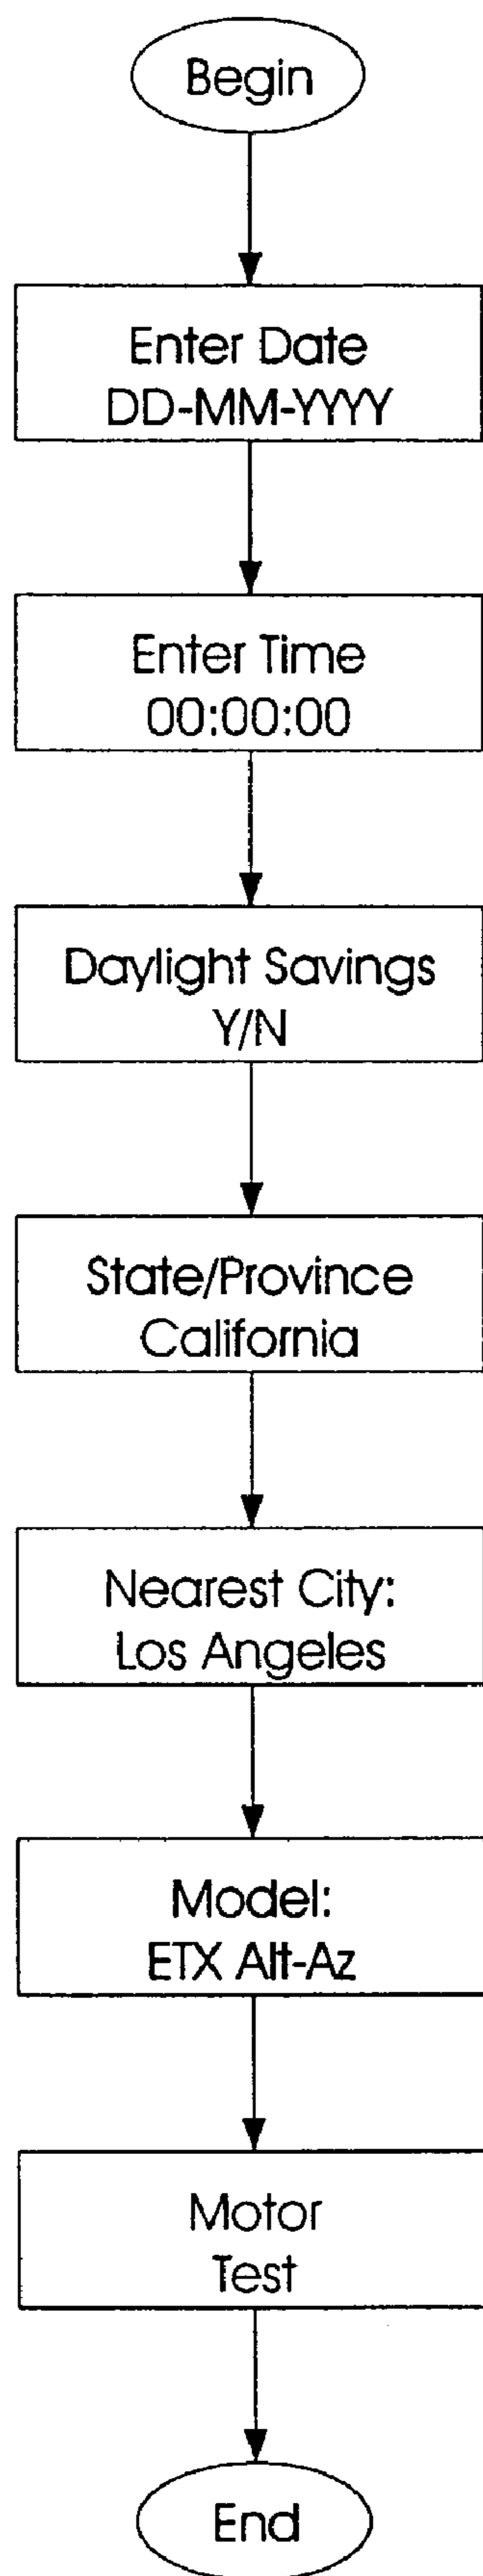 Begin
Enter Date
DD-MM-YYYY
Enter Time
00:00:00
Daylight Savings
Y/N
State/Province
California
Nearest City:
Los Angeles
Model:
ETX Alt-Az
Motor
Test
End